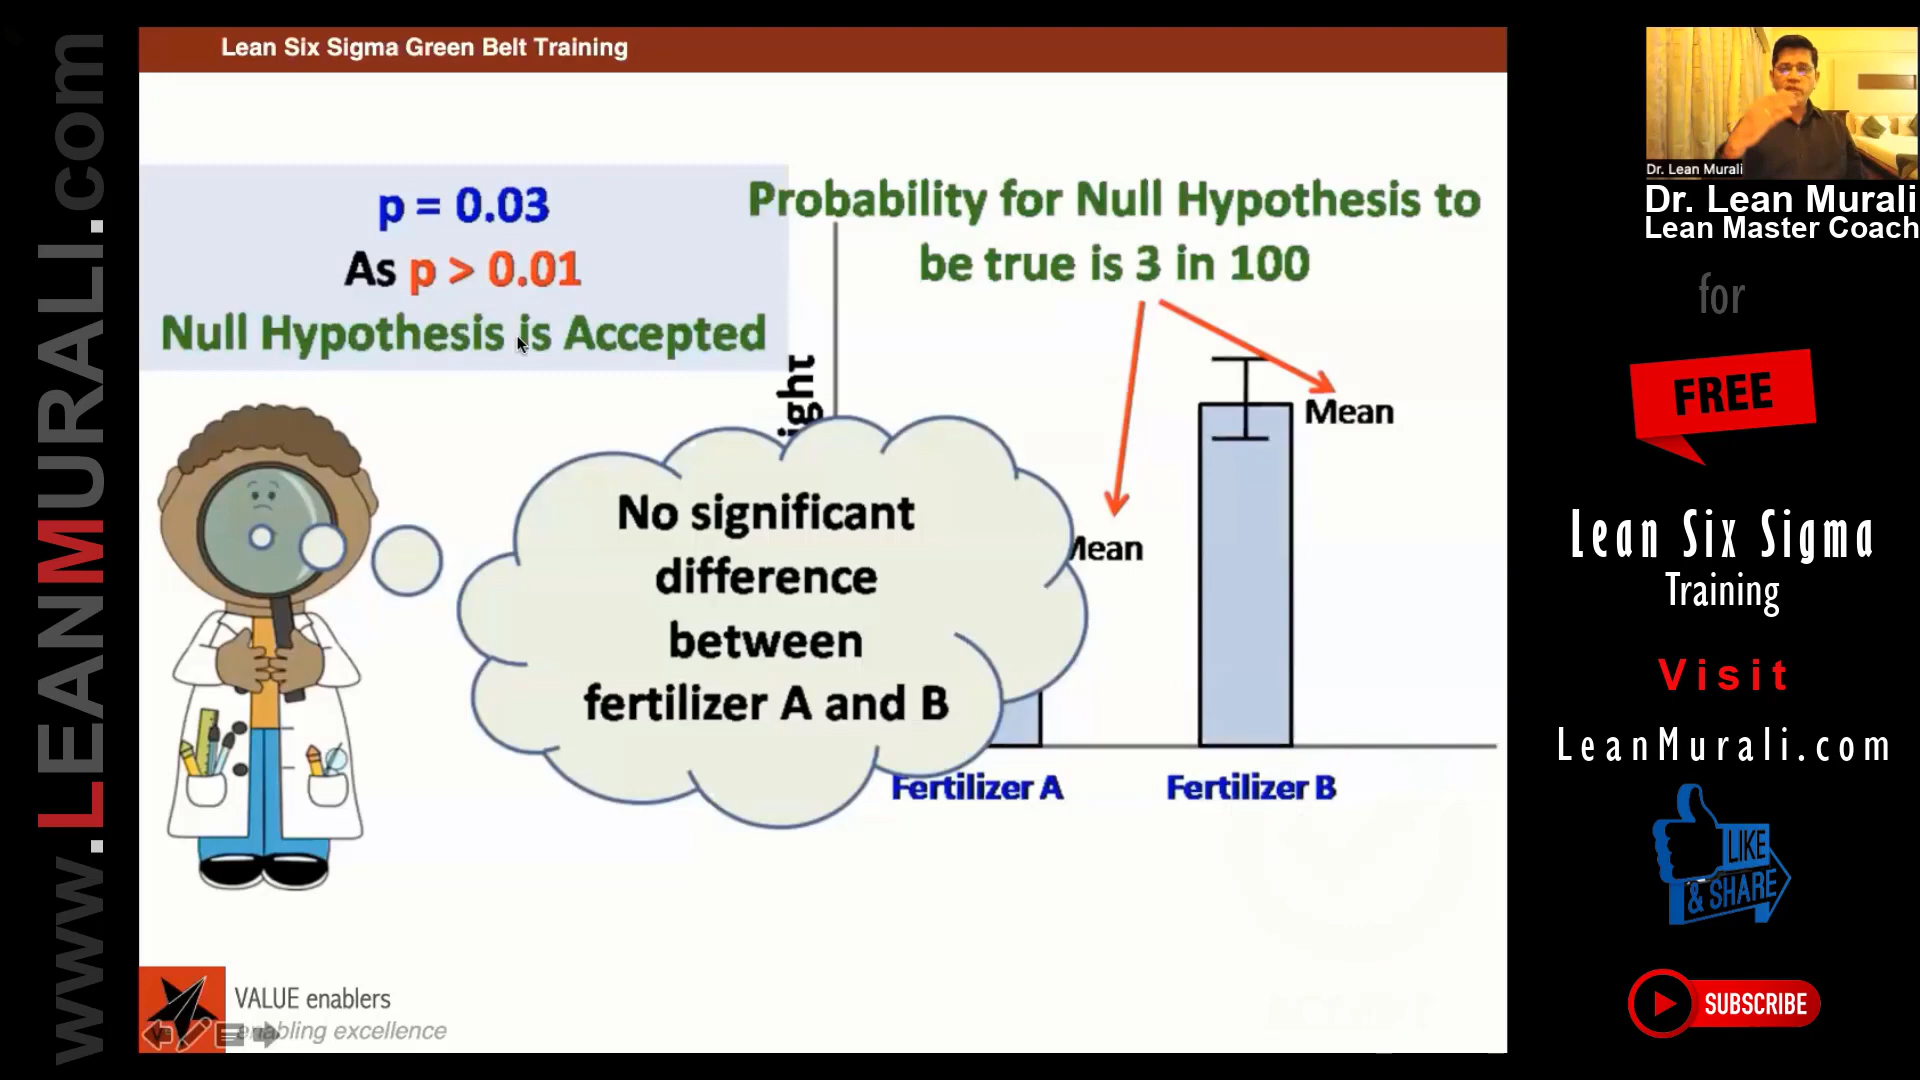 www.LEANMURALI.com
Lean Six Sigma Green Belt Training
p = 0.03
As p > 0.01
Null Hypothesis is Accepted
Probability for Null Hypothesis to
be true is 3 in 100
Mean
No significant
difference
between
fertilizer A and B
Fertilizer A
Fertilizer B
VALUE enablers
enabling excellence
Dr. Lean Murali
Dr. Lean Murali
Lean Master Coach
for
FREE
Lean Six Sigma
Training
Visit
LeanMurali.com
LIKE
& SHARE
SUBSCRIBE